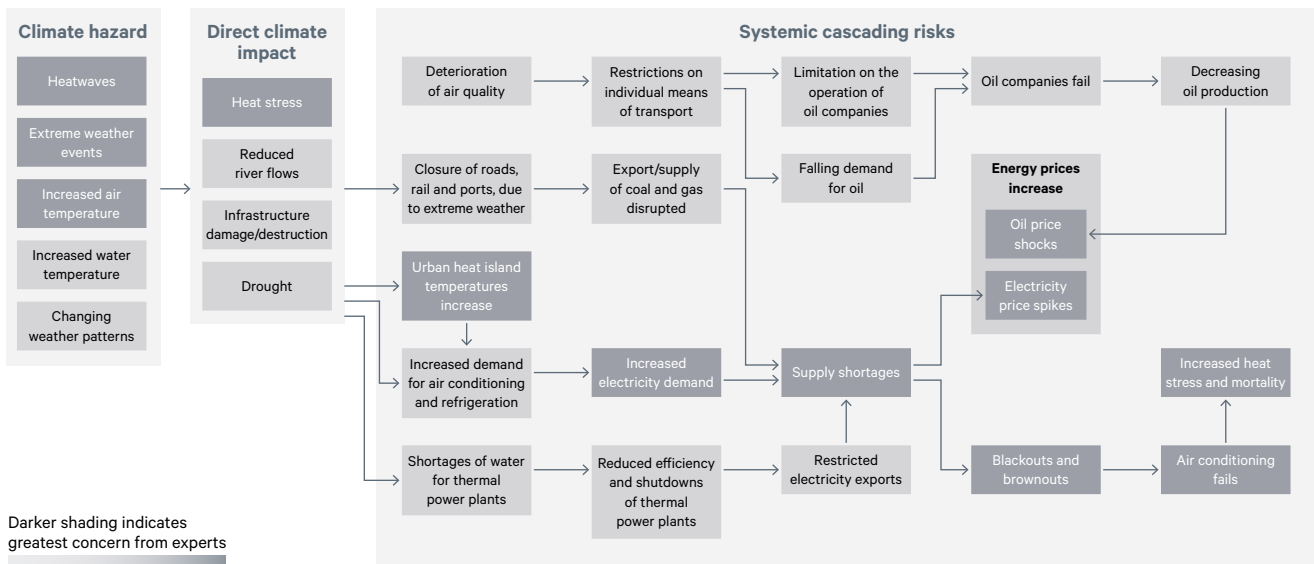 Climate hazard
Heatwaves
Extreme weather
events
Increased air
temperature
Increased water
temperature
Changing
weather patterns
Direct climate
impact
Heat stress
Reduced
river flows
Infrastructure
damage/destruction
Drought
Systemic cascading risks
Deterioration
of air quality
Restrictions on
individual means
of transport
Limitation on the
operation of
oil companies
Oil companies fail
Decreasing
oil production
Closure of roads,
rail and ports, due
to extreme weather
Export/supply
of coal and gas
disrupted
Falling demand
for oil
Energy prices
increase
Oil price
shocks
Electricity
price spikes
Urban heat island
temperatures
increase
Increased demand
for air conditioning
and refrigeration
Increased
electricity demand
Supply shortages
Increased heat
stress and mortality
Shortages of water
for thermal
power plants
Reduced efficiency
and shutdowns
of thermal
power plants
Restricted
electricity exports
Blackouts and
brownouts
Air conditioning
fails
Darker shading indicates
greatest concern from experts